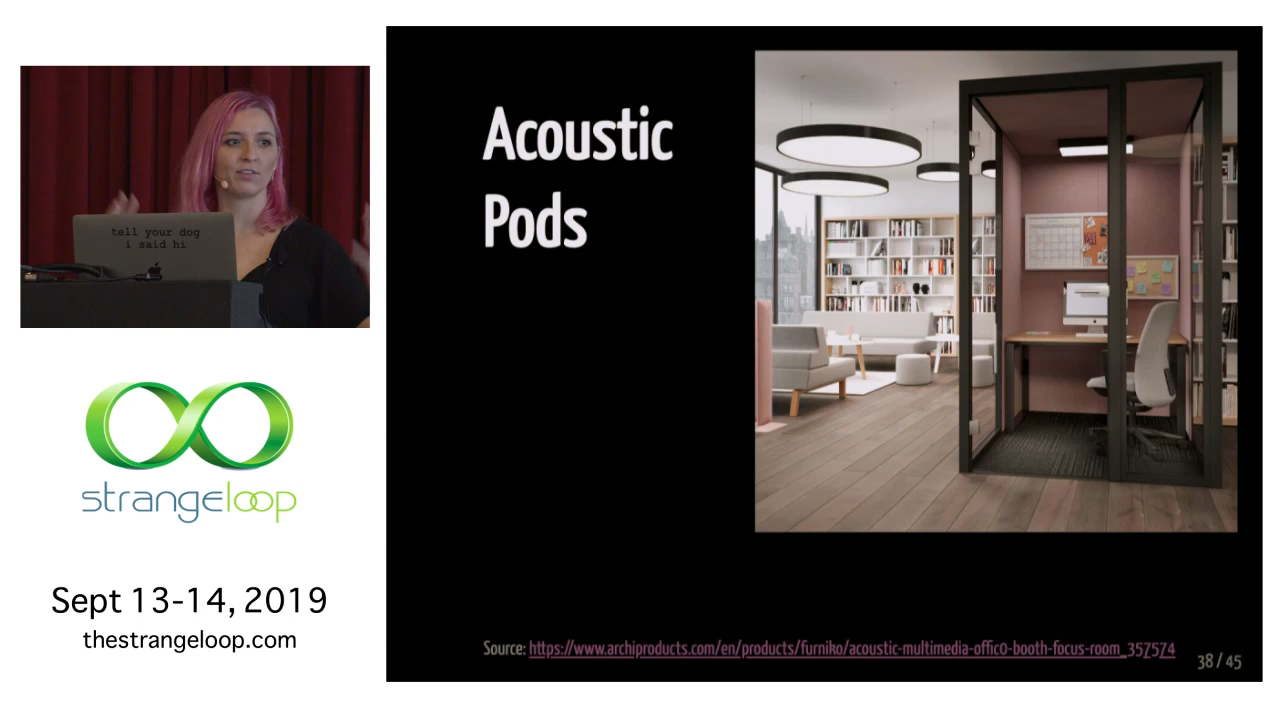 tell your dog
i said hi
strangeloop
Sept 13-14, 2019
thestrangeloop.com
Acoustic
Pods
Source: https://www.archiproducts.com/en/products/furniko/acoustic-multimedia-offic0-booth-focus-room_357574
38 / 45